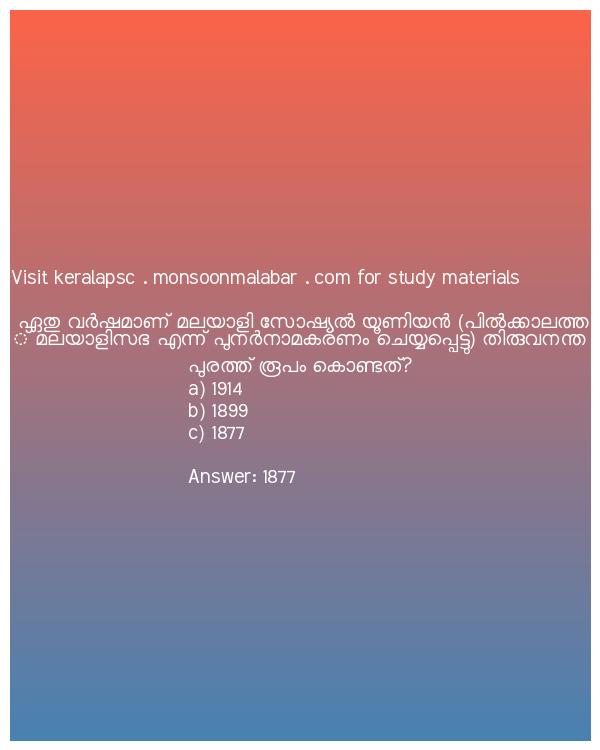 Visit keralapsc . monsoonmalabar . com for study materials
ഏതു വർഷമാണ് മലയാളി സോഷ്യൽ യൂണിയൻ (പിൽക്കാലത്ത
് മലയാളിസഭ എന്ന് പുനർനാമകരണം ചെയ്യപ്പെട്ടു) തിരുവനന്ത
പുരത്ത് രൂപം കൊണ്ടത്?
a) 1914
b) 1899
c) 1877
Answer: 1877